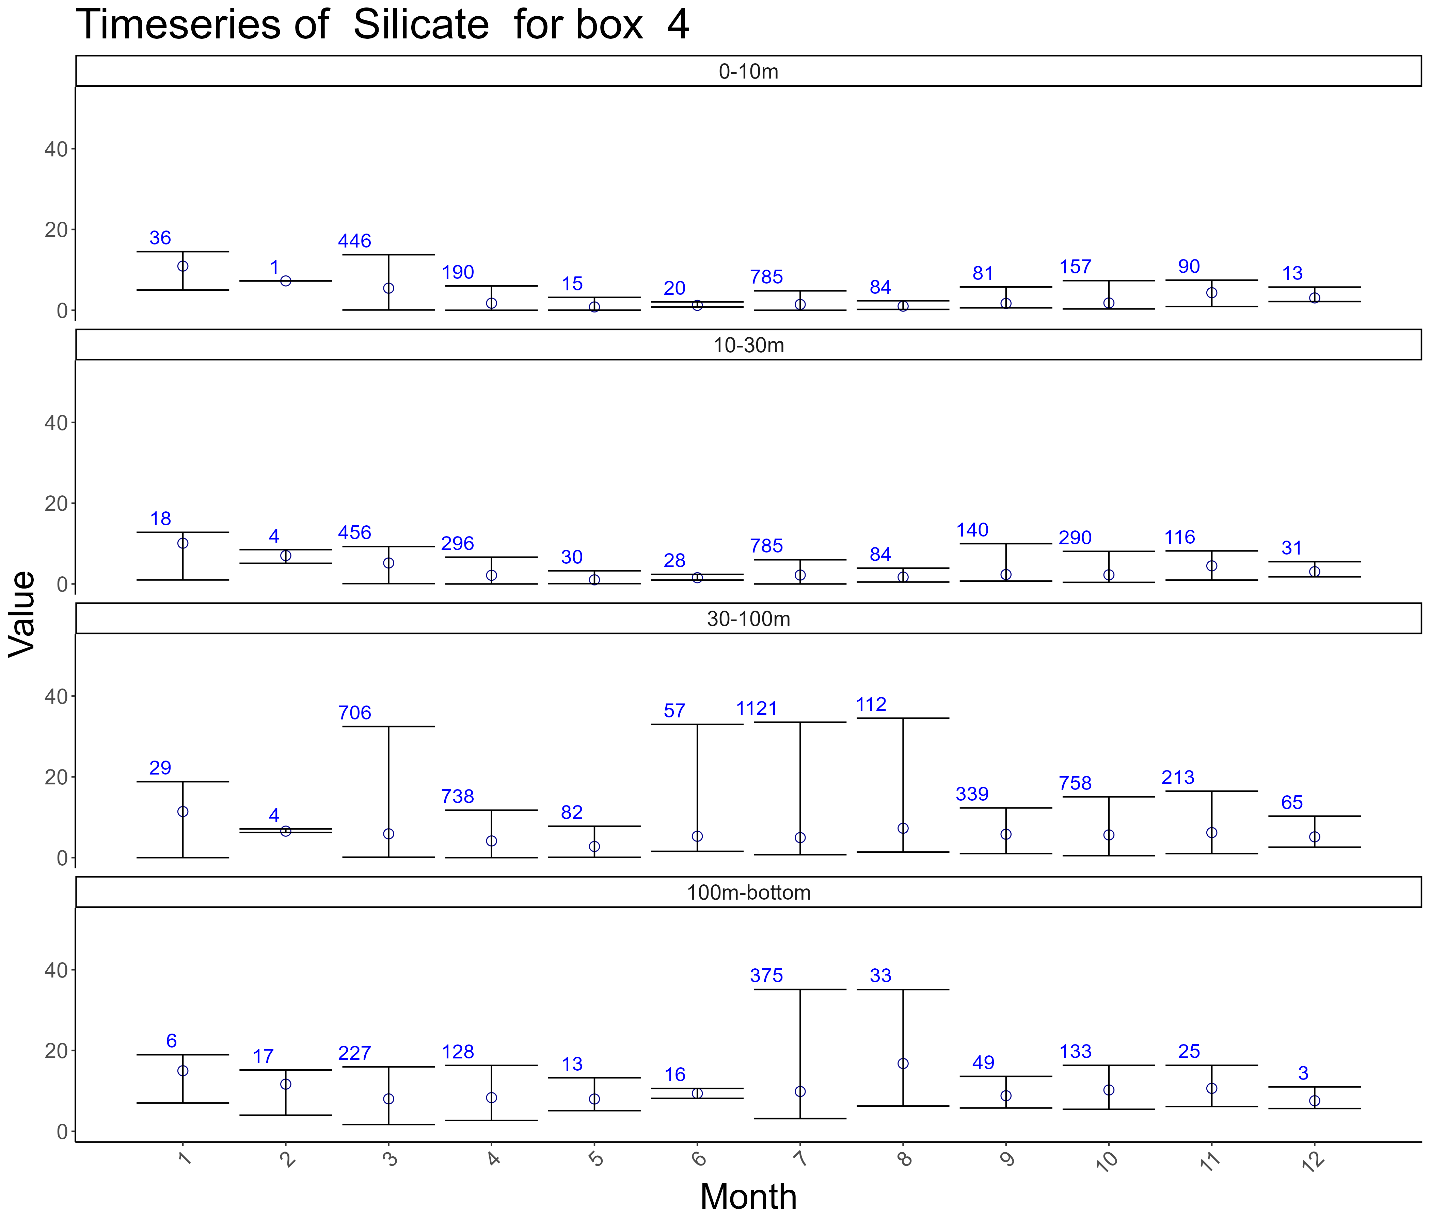 Timeseries of  Silicate  for box  4
0-10m
40
20
0
36 1 446 190 15 20 785 84 81 157 90 13
10-30m
40
20
0
18 4 456 296 30 28 785 84 140 290 116 31
30-100m
40
20
0
29 4 706 738 82 57 1121 112 339 758 213 65
100m-bottom
40
20
0
6 17 227 128 13 16 375 33 49 133 25 3
1 2 3 4 5 6 7 8 9 10 11 12
Month
Value